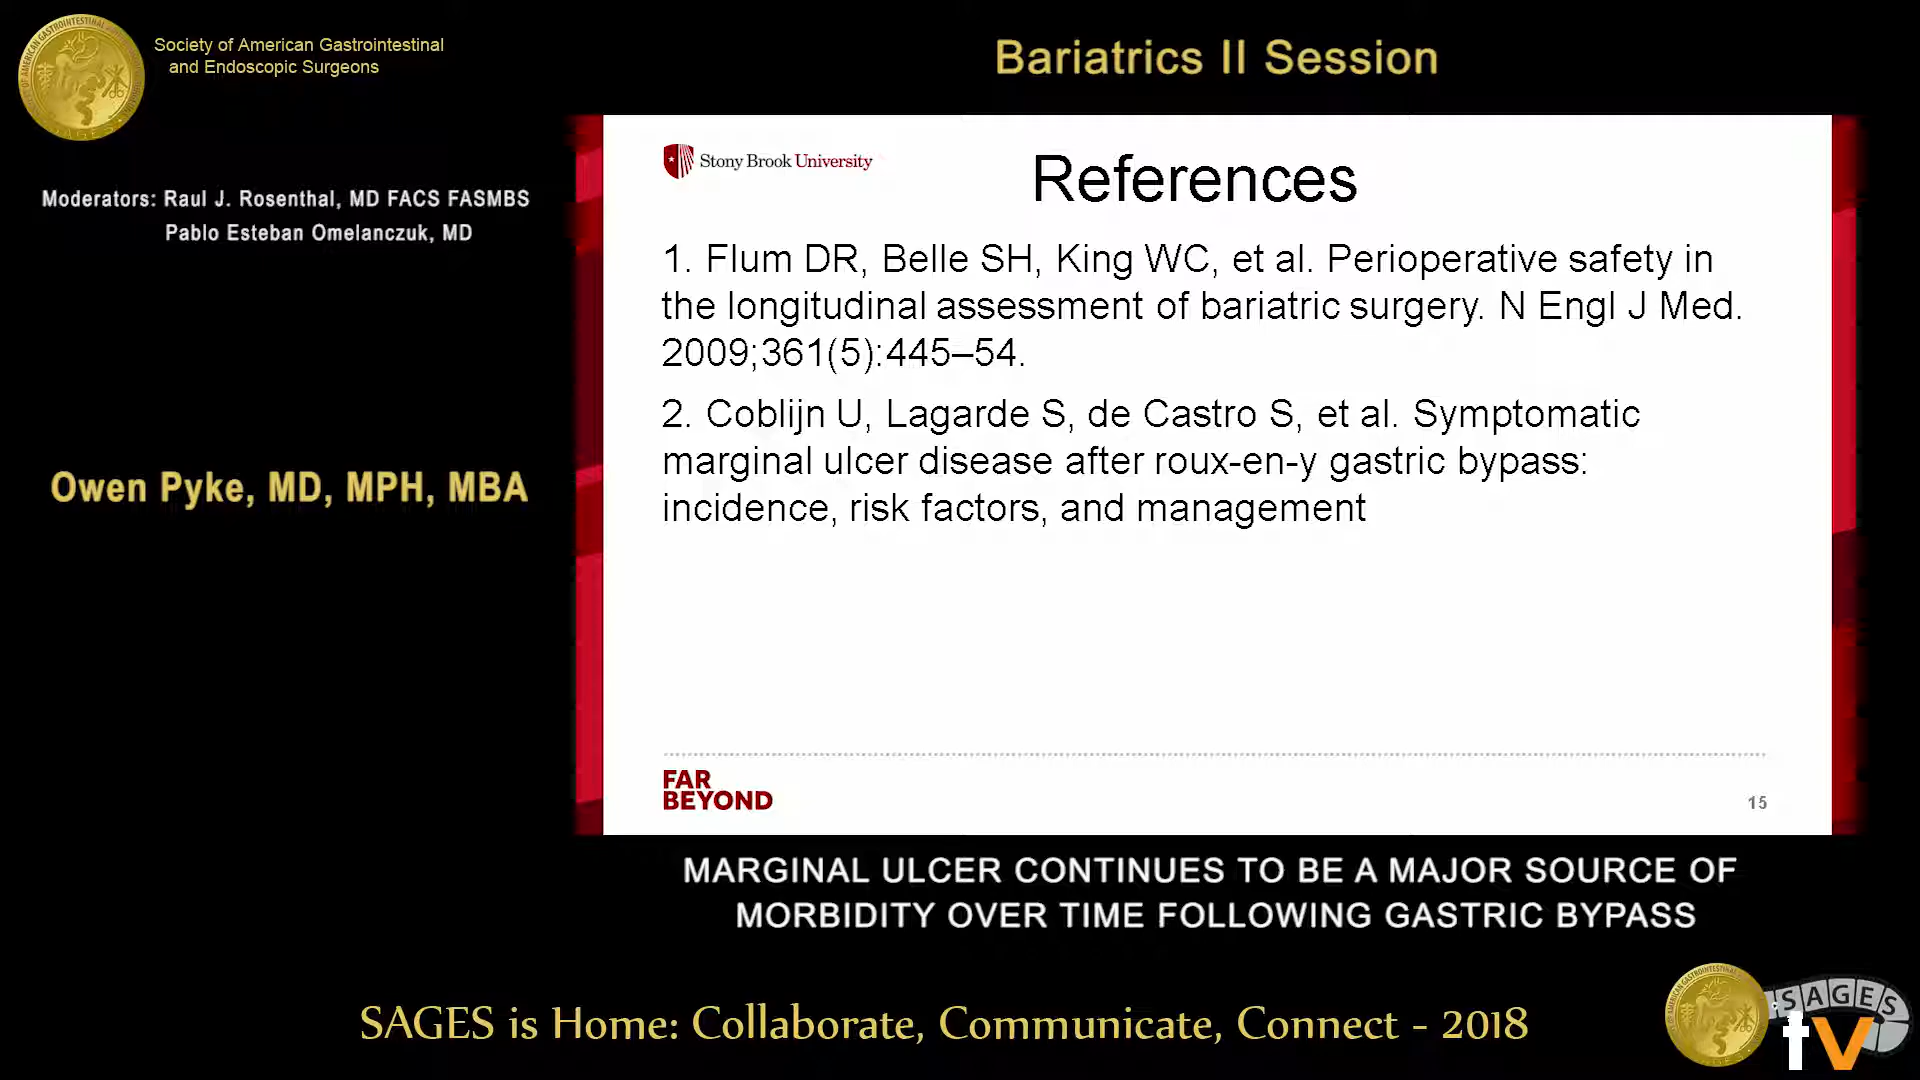 Society of American Gastrointestinal
and Endoscopic Surgeons
Bariatrics II Session
Moderators: Raul J. Rosenthal, MD FACS FASMBS
Pablo Esteban Omelanczuk, MD
Owen Pyke, MD, MPH, MBA
Stony Brook University
References
1. Flum DR, Belle SH, King WC, et al. Perioperative safety in
the longitudinal assessment of bariatric surgery. N Engl J Med.
2009;361(5):445–54.
2. Coblijn U, Lagarde S, de Castro S, et al. Symptomatic
marginal ulcer disease after roux-en-y gastric bypass:
incidence, risk factors, and management
FAR
BEYOND
15
MARGINAL ULCER CONTINUES TO BE A MAJOR SOURCE OF
MORBIDITY OVER TIME FOLLOWING GASTRIC BYPASS
SAGES is Home: Collaborate, Communicate, Connect - 2018
SAGES
tv